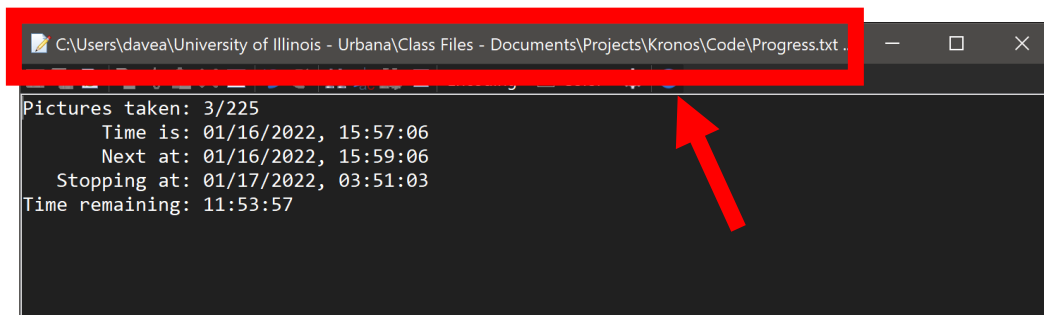 C:\Users\davea\University of Illinois - Urbana\Class Files - Documents\Projects\Kronos\Code\Progress.txt ..
Pictures taken: 3/225
Time is: 01/16/2022, 15:57:06
Next at: 01/16/2022, 15:59:06
Stopping at: 01/17/2022, 03:51:03
Time remaining: 11:53:57